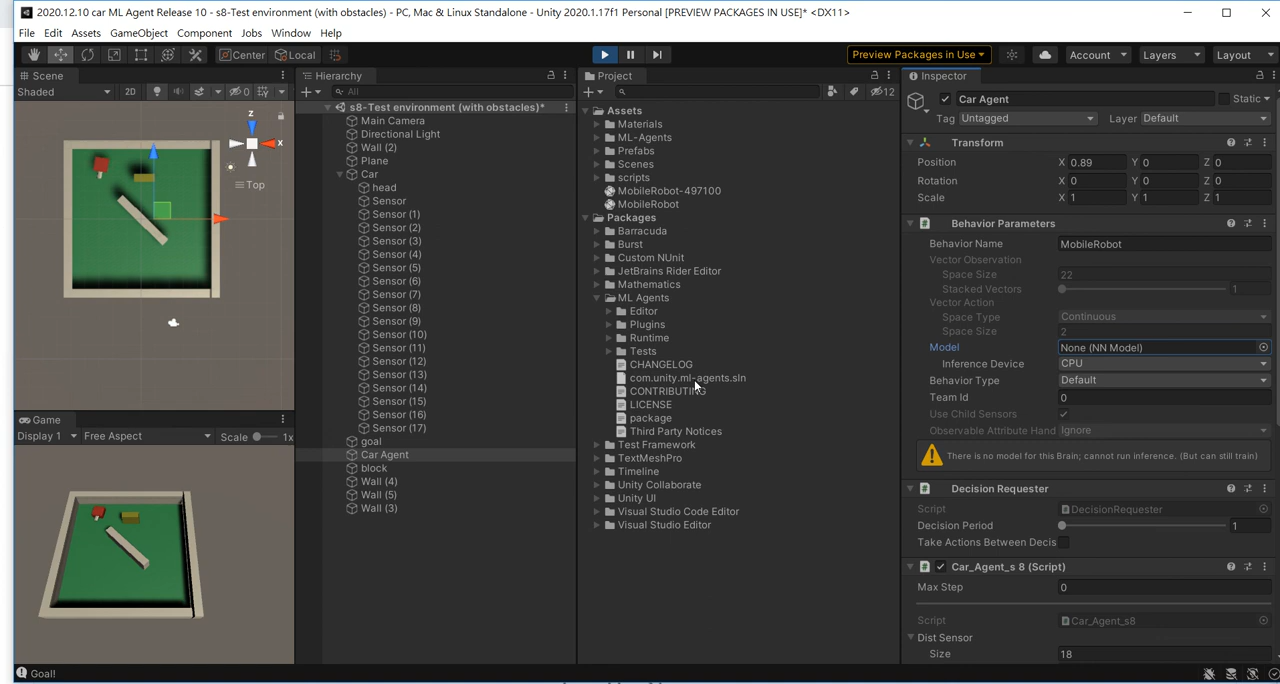 2020.12.10 car ML Agent Release 10 - s8-Test environment (with obstacles) - PC, Mac & Linux Standalone - Unity 2020.1.17f1 Personal [PREVIEW PACKAGES IN USE]* <DX11>
File Edit Assets GameObject Component Jobs Window Help
Center Local Preview Packages in Use Account Layers Layout
Scene
Shaded 2D 0
z
x
Top
Game
Display 1 Free Aspect Scale 1x
Hierarchy
All
s8-Test environment (with obstacles)*
Main Camera
Directional Light
Wall (2)
Plane
Car
head
Sensor
Sensor (1)
Sensor (2)
Sensor (3)
Sensor (4)
Sensor (5)
Sensor (6)
Sensor (7)
Sensor (8)
Sensor (9)
Sensor (10)
Sensor (11)
Sensor (12)
Sensor (13)
Sensor (14)
Sensor (15)
Sensor (16)
Sensor (17)
goal
Car Agent
block
Wall (4)
Wall (5)
Wall (3)
Project
12
Assets
Materials
ML-Agents
Prefabs
Scenes
scripts
MobileRobot-497100
MobileRobot
Packages
Barracuda
Burst
Custom NUnit
JetBrains Rider Editor
Mathematics
ML Agents
Editor
Plugins
Runtime
Tests
CHANGELOG
com.unity.ml-agents.sln
CONTRIBUTING
LICENSE
package
Third Party Notices
Test Framework
TextMeshPro
Timeline
Unity Collaborate
Unity UI
Visual Studio Code Editor
Visual Studio Editor
Inspector
Car Agent Static
Tag Untagged Layer Default
Transform
Position X 0.89 Y 0 Z 0
Rotation X 0 Y 0 Z 0
Scale X 1 Y 1 Z 1
Behavior Parameters
Behavior Name MobileRobot
Vector Observation
Space Size 22
Stacked Vectors 1
Vector Action
Space Type Continuous
Space Size 2
Model None (NN Model)
Inference Device CPU
Behavior Type Default
Team Id 0
Use Child Sensors
Observable Attribute Hand Ignore
There is no model for this Brain; cannot run inference. (But can still train)
Decision Requester
Script DecisionRequester
Decision Period 1
Take Actions Between Decis
Car_Agent_s 8 (Script)
Max Step 0
Script Car_Agent_s8
Dist Sensor
Size 18
Goal!